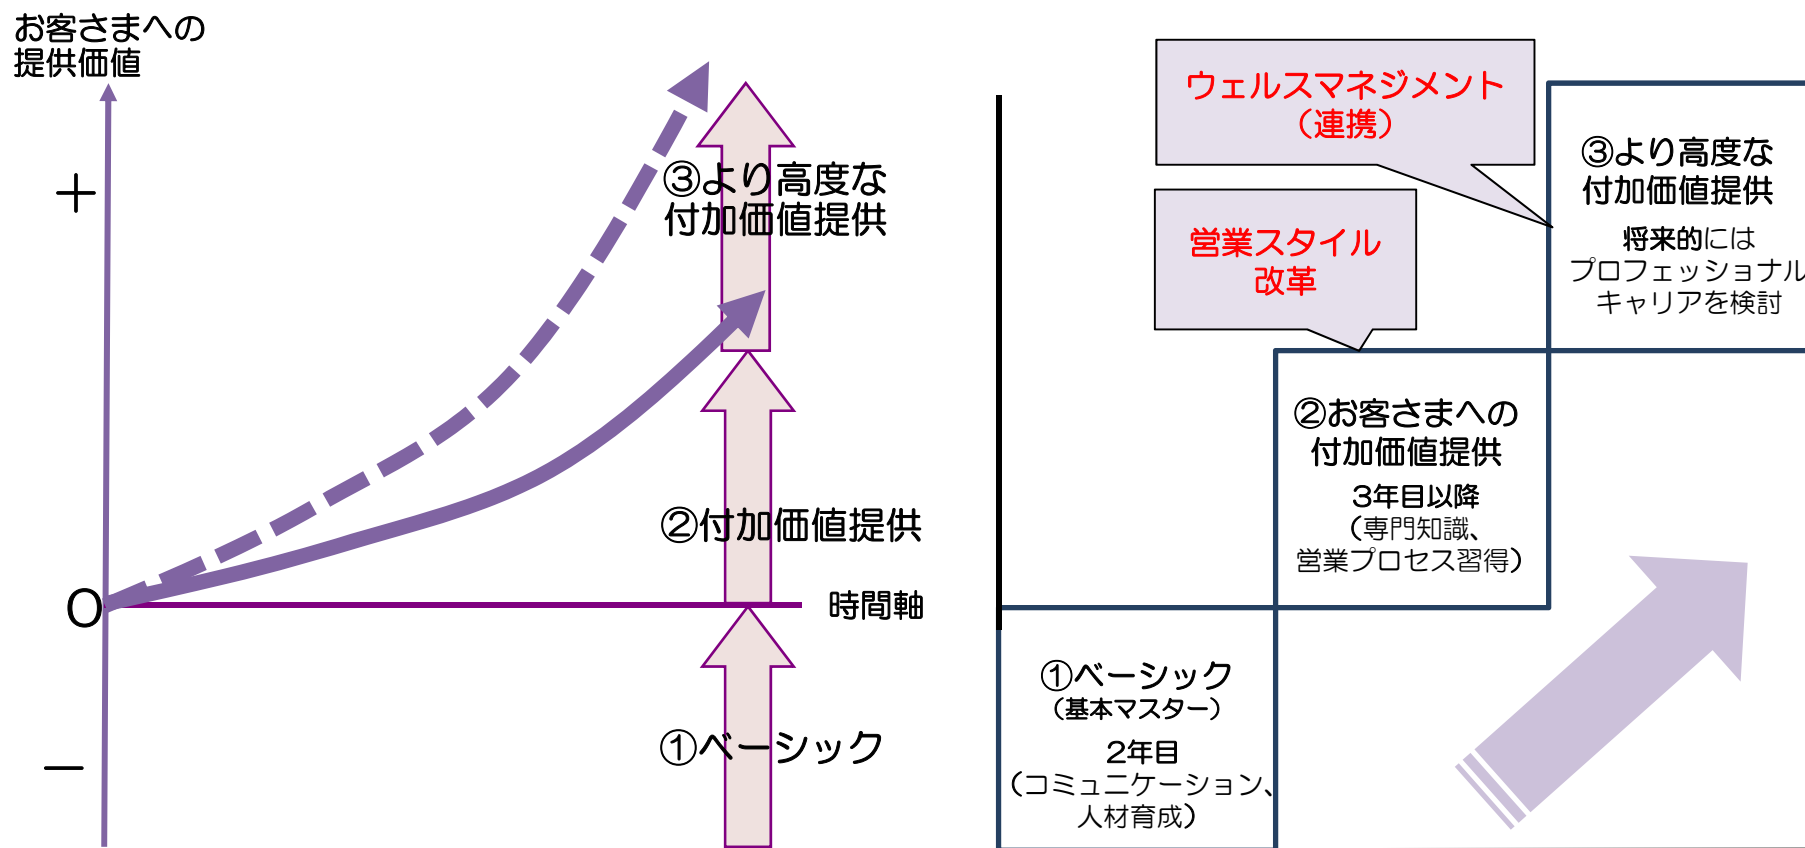 お客さまへの
提供価値
＋
③より高度な
付加価値提供
②付加価値提供
O
時間軸
①ベーシック
－
ウェルスマネジメント
（連携）
営業スタイル
改革
③より高度な
付加価値提供
将来的には
プロフェッショナル
キャリアを検討
②お客さまへの
付加価値提供
3年目以降
（専門知識、
営業プロセス習得）
①ベーシック
（基本マスター）
2年目
（コミュニケーション、
人材育成）